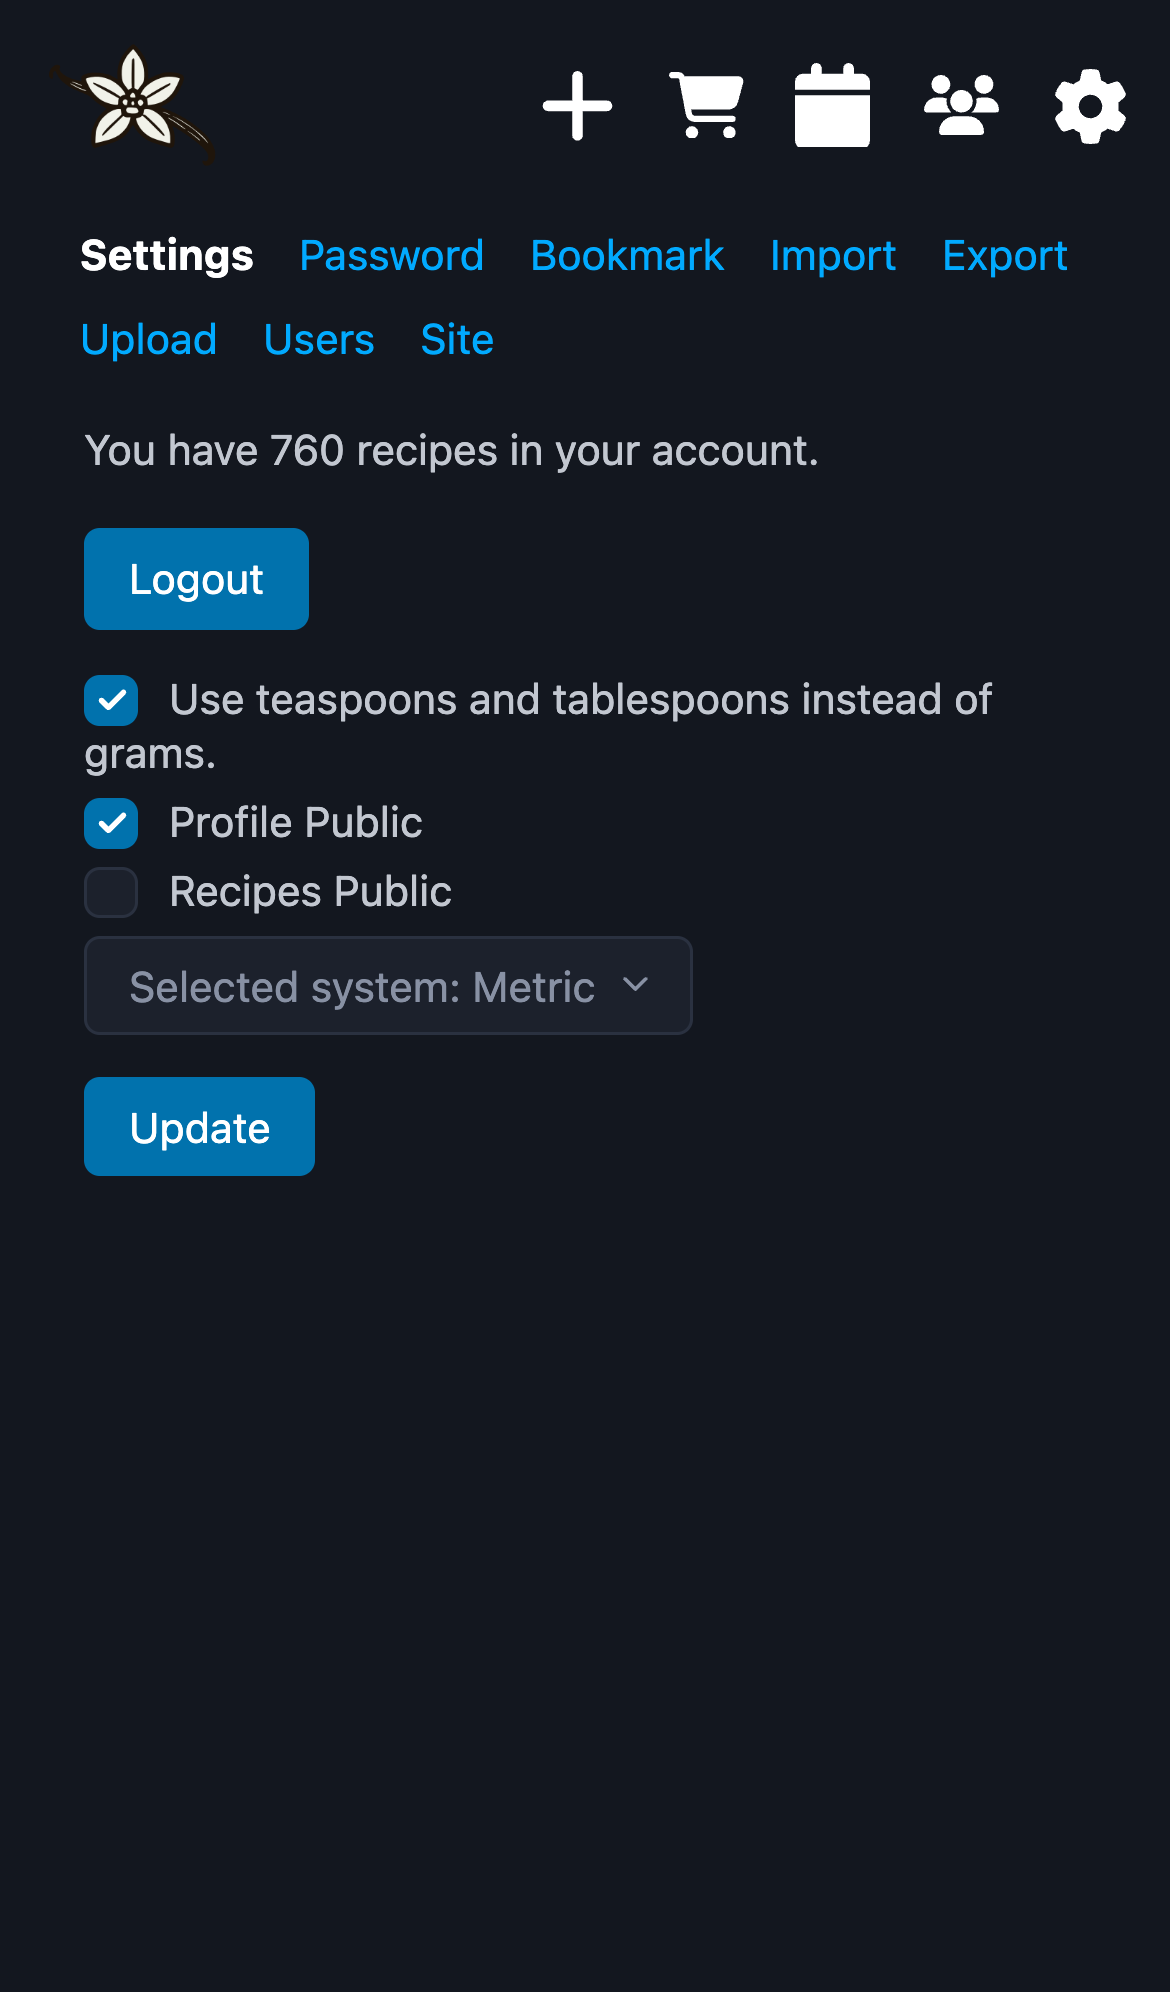 Settings Password Bookmark Import Export
Upload Users Site
You have 760 recipes in your account.
Logout
Use teaspoons and tablespoons instead of
grams.
Profile Public
Recipes Public
Selected system: Metric
Update